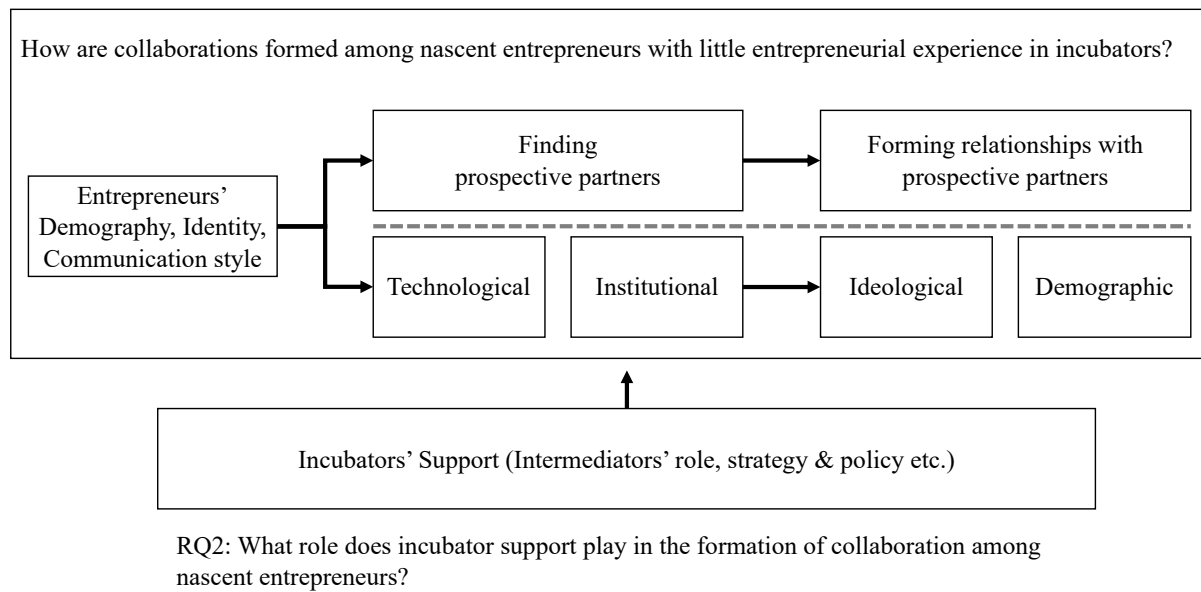 How are collaborations formed among nascent entrepreneurs with little entrepreneurial experience in incubators?
Entrepreneurs’
Demography, Identity,
Communication style
Finding
prospective partners
Forming relationships with
prospective partners
Technological
Institutional
Ideological
Demographic
Incubators’ Support (Intermediators’ role, strategy & policy etc.)
RQ2: What role does incubator support play in the formation of collaboration among
nascent entrepreneurs?